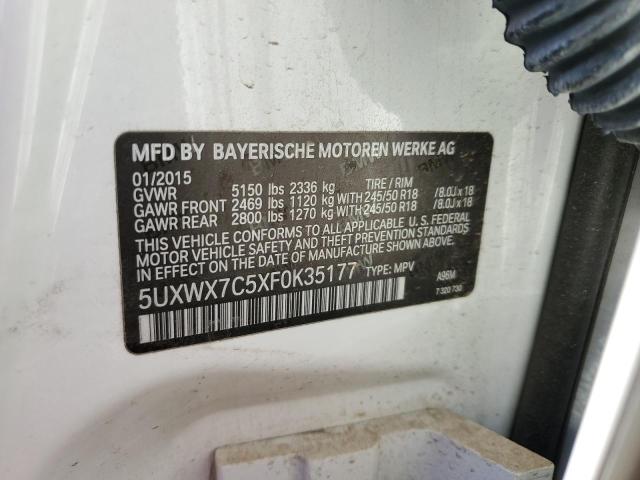 MFD BY BAYERISCHE MOTOREN WERKE AG
01/2015
GVWR 5150 lbs 2336 kg TIRE / RIM
GAWR FRONT 2469 lbs 1120 kg WITH 245/50 R18 /8.0J x 18
GAWR REAR 2800 lbs 1270 kg WITH 245/50 R18 /8.0J x 18
THIS VEHICLE CONFORMS TO ALL APPLICABLE U. S. FEDERAL
MOTOR VEHICLE SAFETY, BUMPER, AND THEFT PREVENTION
STANDARDS IN EFFECT ON THE DATE OF MANUFACTURE SHOWN ABOVE.
5UXWX7C5XF0K35177 TYPE: MPV A96M
7 320 730